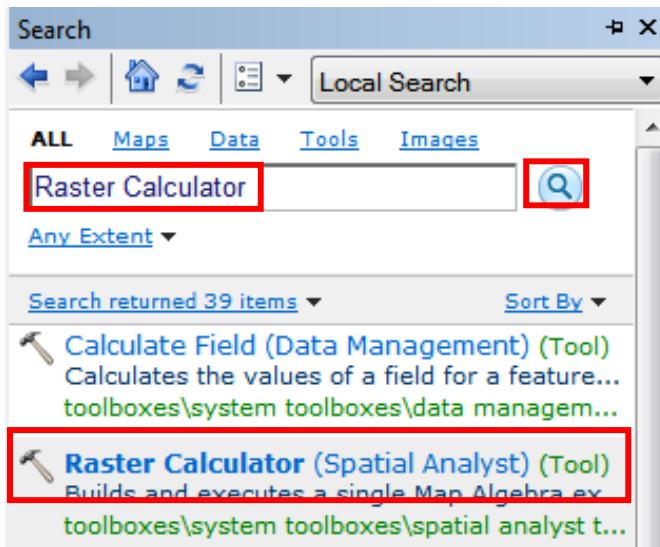 Search
Local Search
ALL Maps Data Tools Images
Raster Calculator
Any Extent
Search returned 39 items Sort By
Calculate Field (Data Management) (Tool)
Calculates the values of a field for a feature...
toolboxes\system toolboxes\data managem...
Raster Calculator (Spatial Analyst) (Tool)
Builds and executes a single Map Algebra ex
toolboxes\system toolboxes\spatial analyst t...